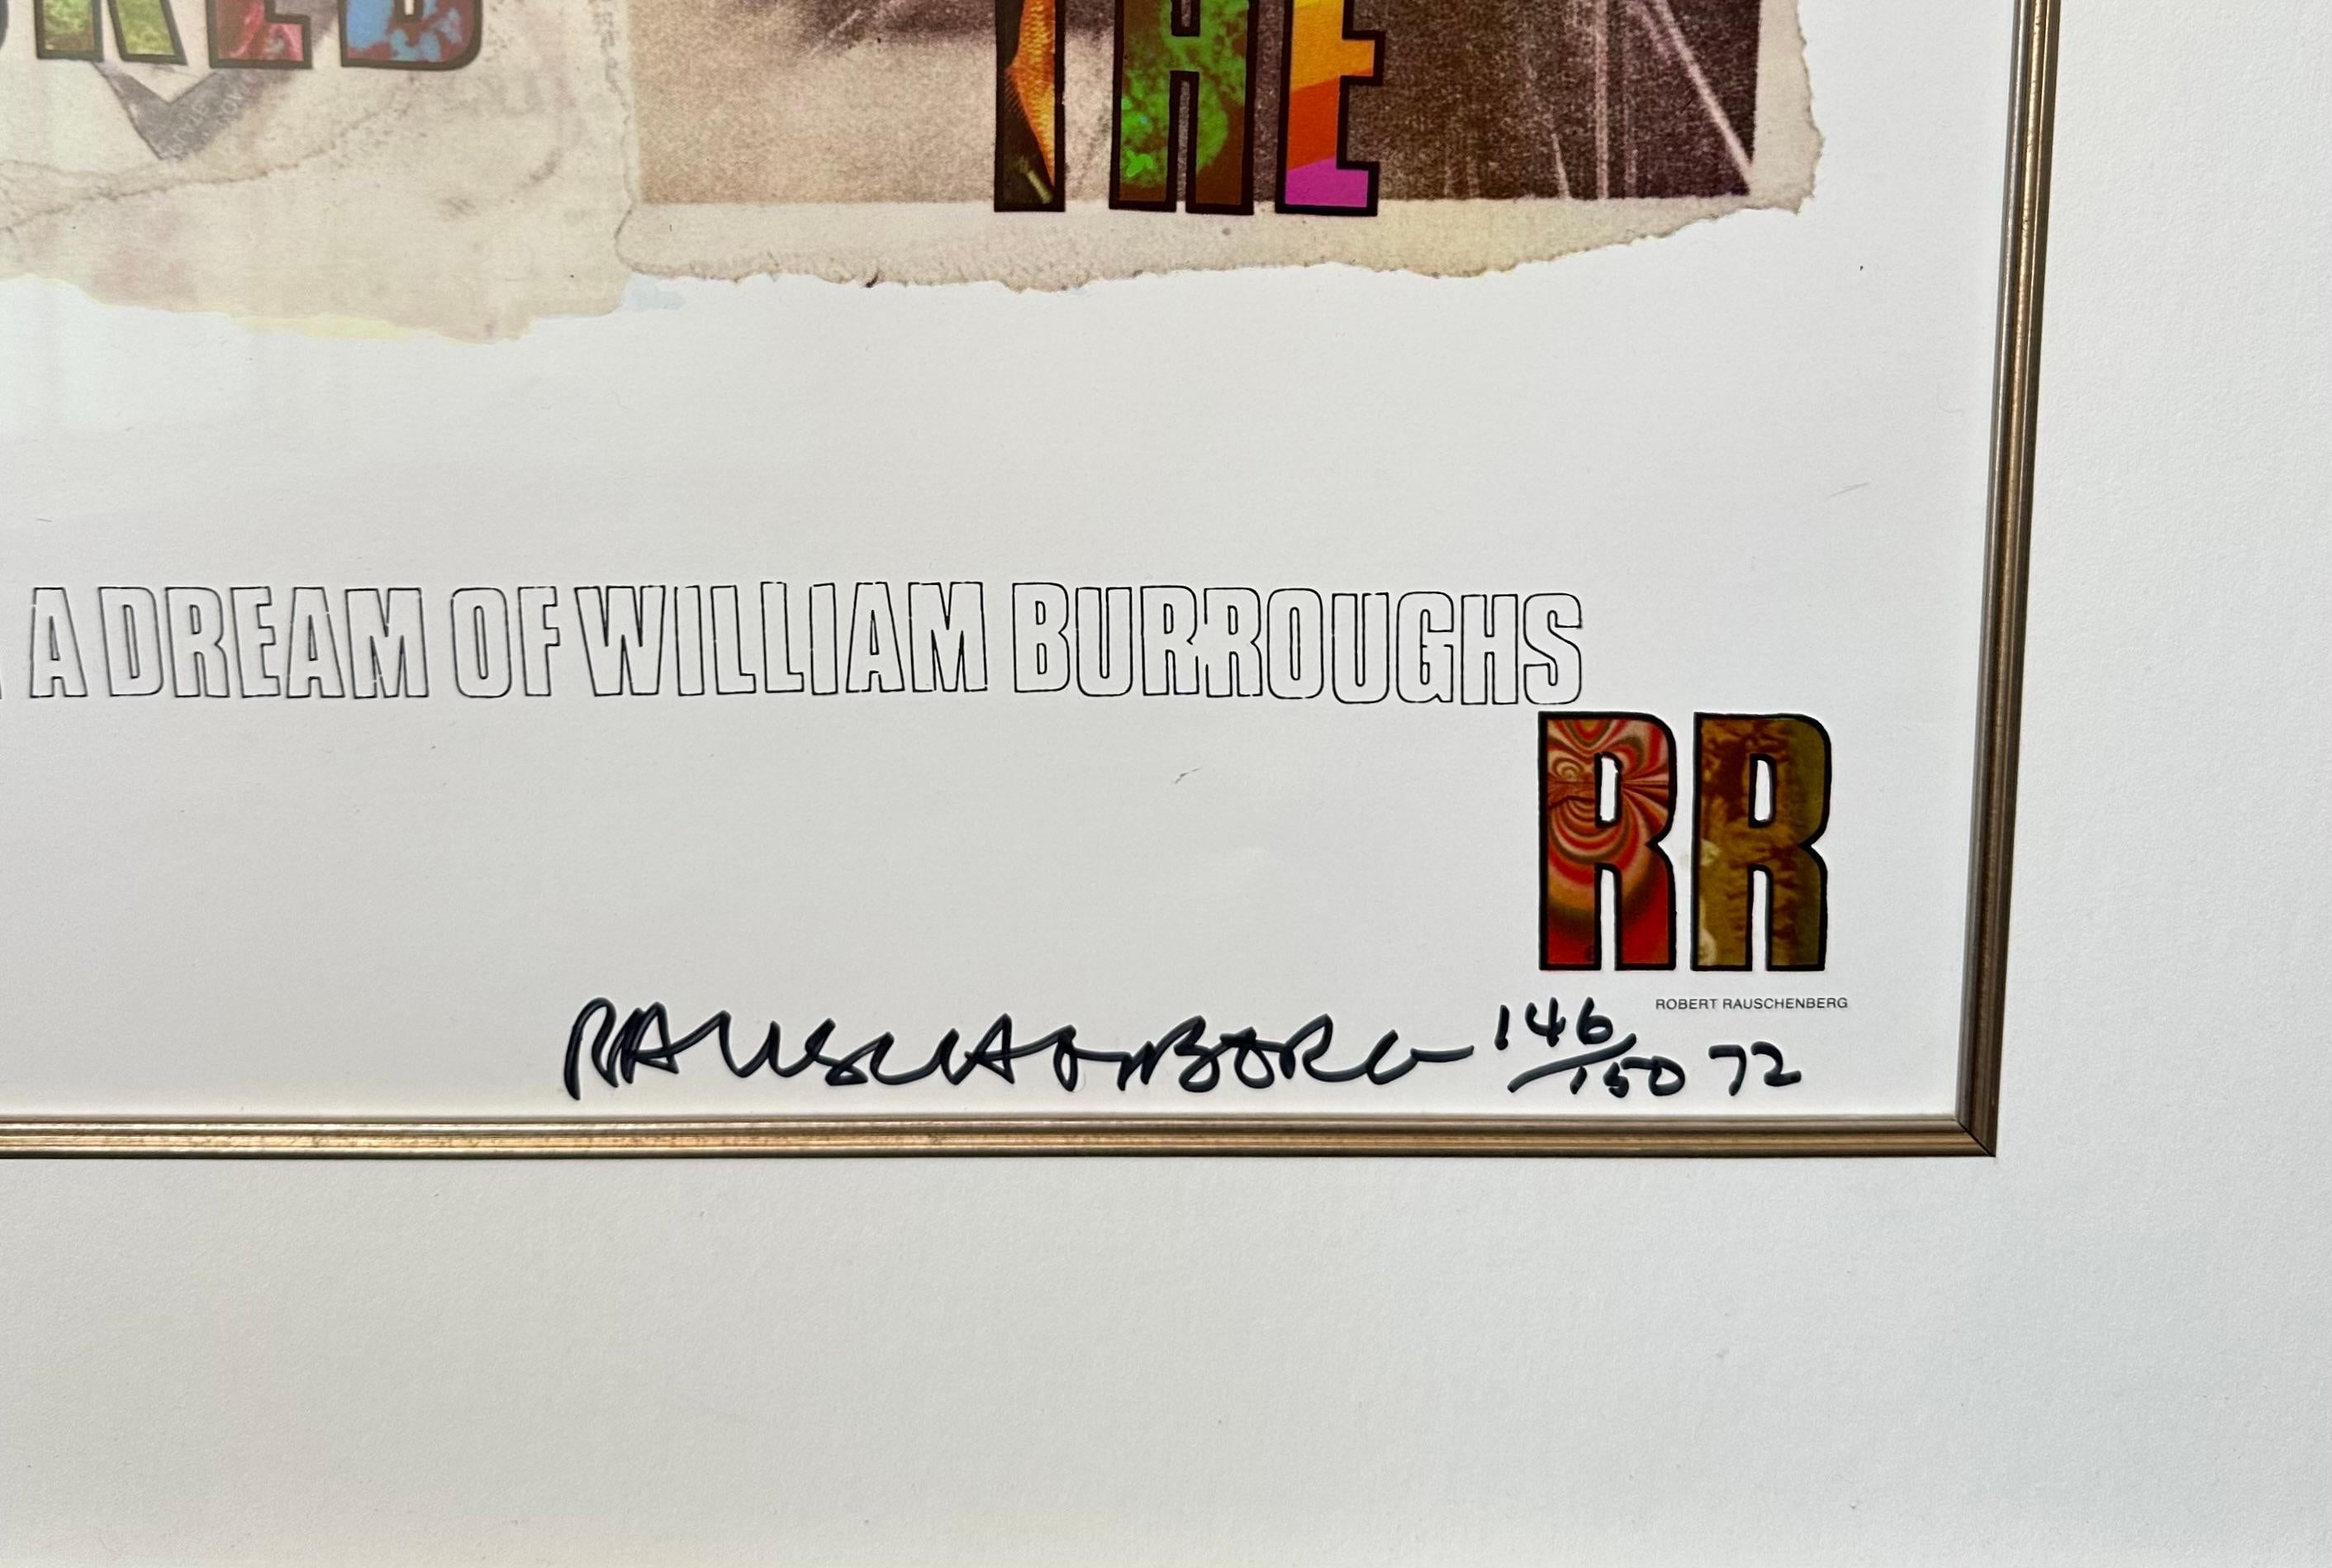 THE
A DREAM OF WILLIAM BURROUGHS
RR
ROBERT RAUSCHENBERG
RAUSCHENBERG 146/150 72